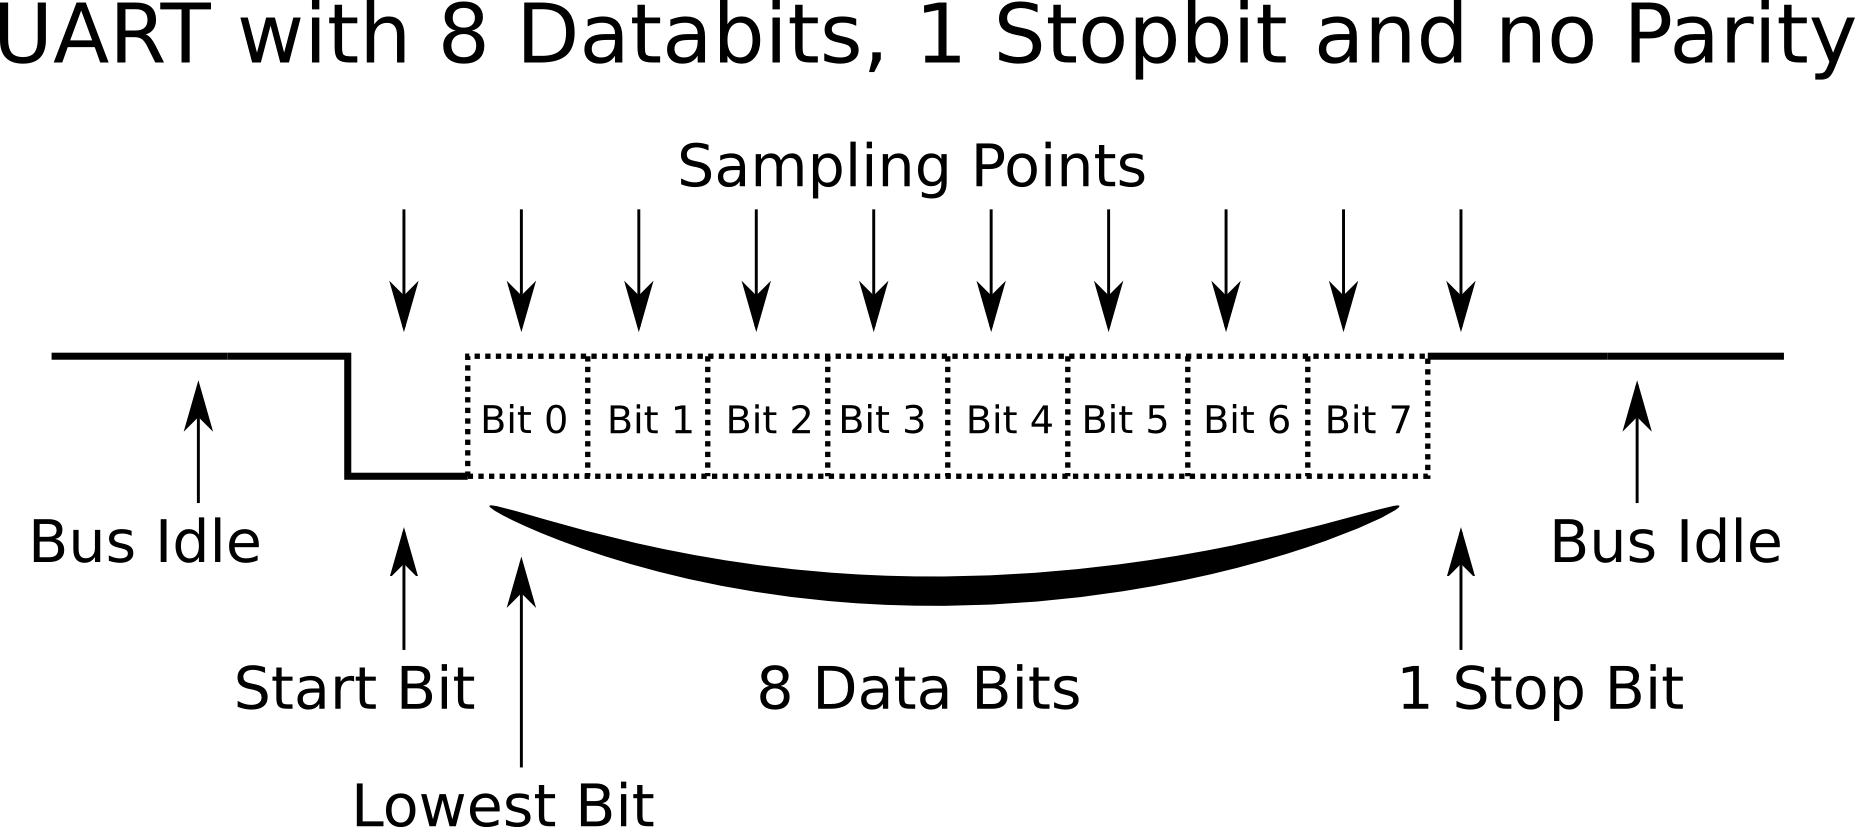 UART with 8 Databits, 1 Stopbit and no Parity
Sampling Points
Bit 0 Bit 1 Bit 2 Bit 3 Bit 4 Bit 5 Bit 6 Bit 7
Bus Idle Bus Idle
Start Bit 8 Data Bits 1 Stop Bit
Lowest Bit